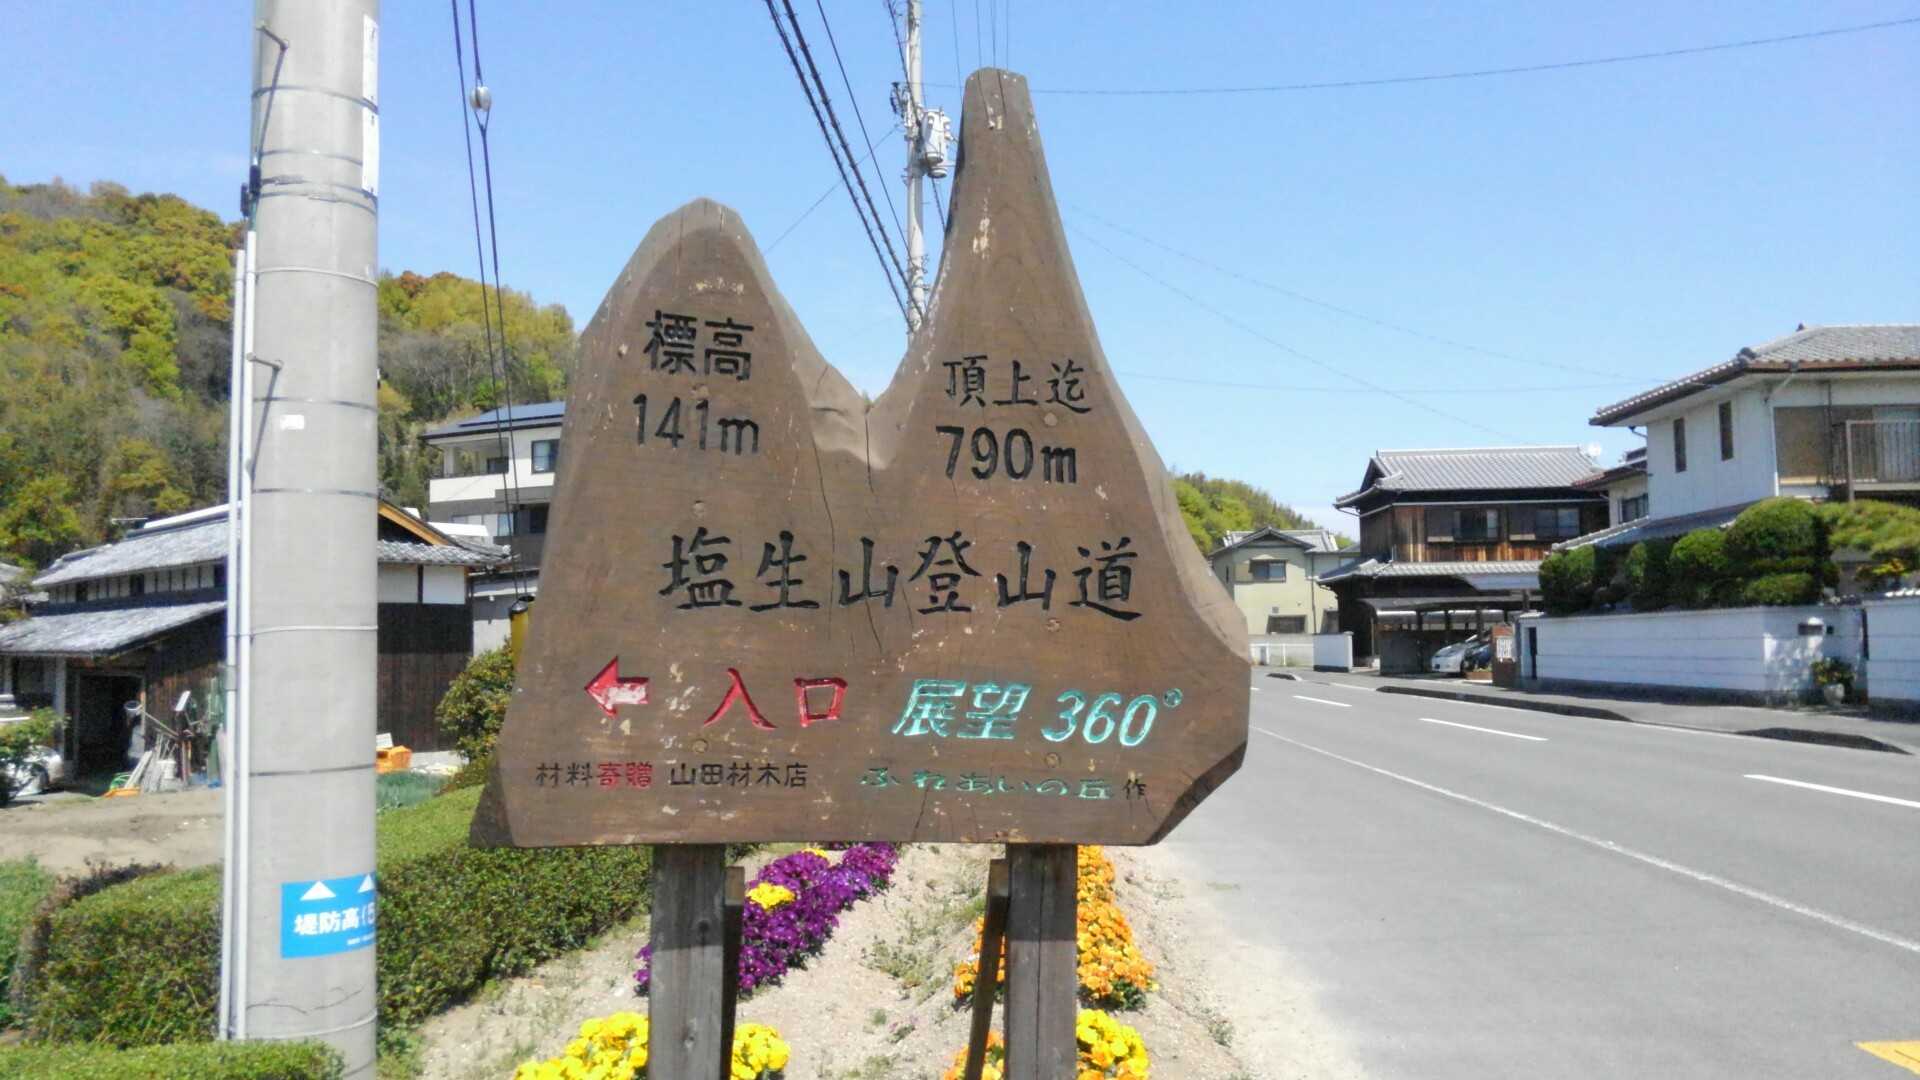 標高
141m
頂上迄
790m
塩生山登山道
← 入口 展望 360°
材料寄贈 山田材木店 ふれあいの丘 作
堤防高